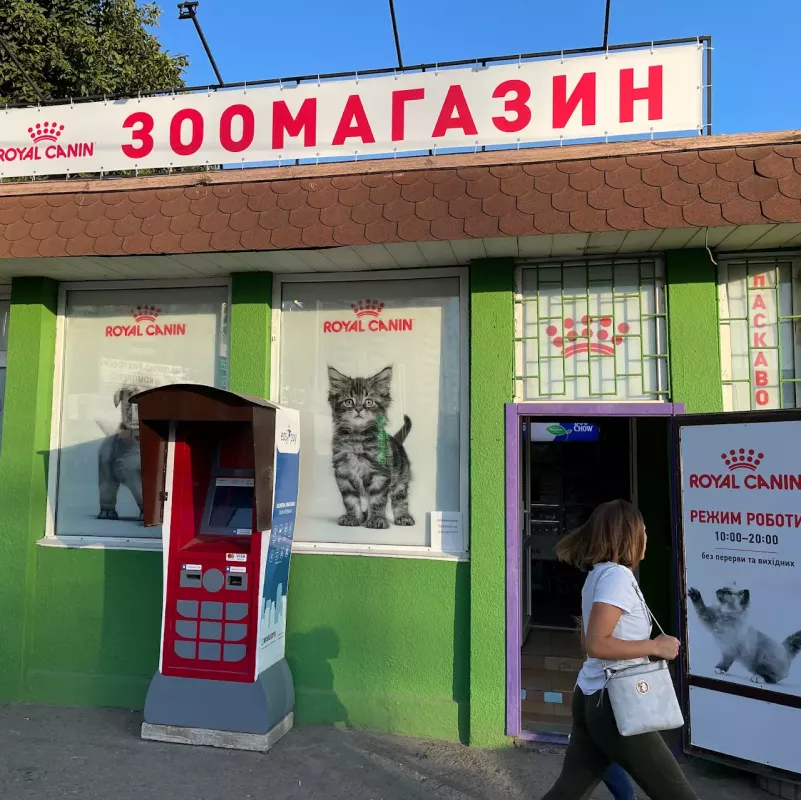 ROYAL CANIN
ЗООМАГАЗИН
ROYAL CANIN
ROYAL CANIN
ЛАСКАВО
CHOW
ROYAL CANIN
РЕЖИМ РОБОТИ
10:00–20:00
без перерви та вихідних